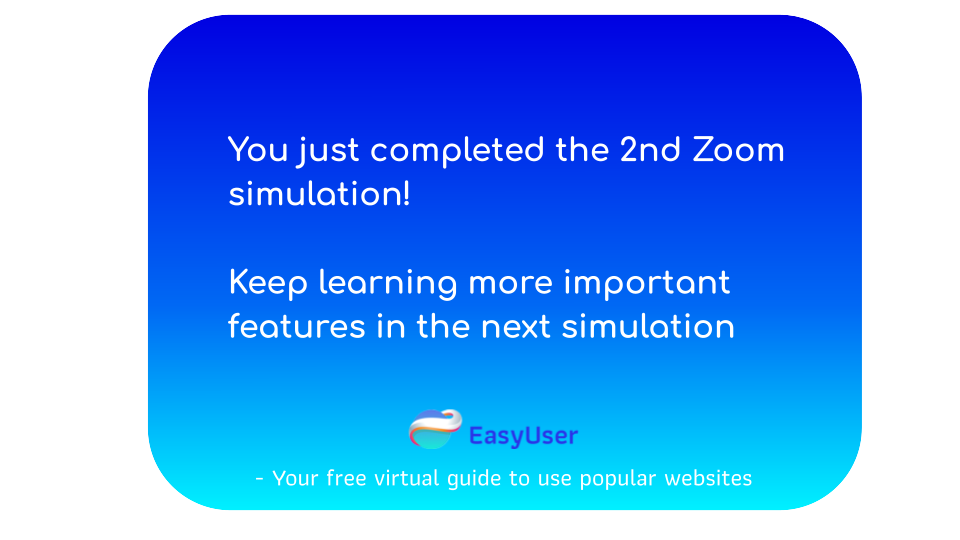 You just completed the 2nd Zoom
simulation!
Keep learning more important
features in the next simulation
EasyUser
- Your free virtual guide to use popular websites